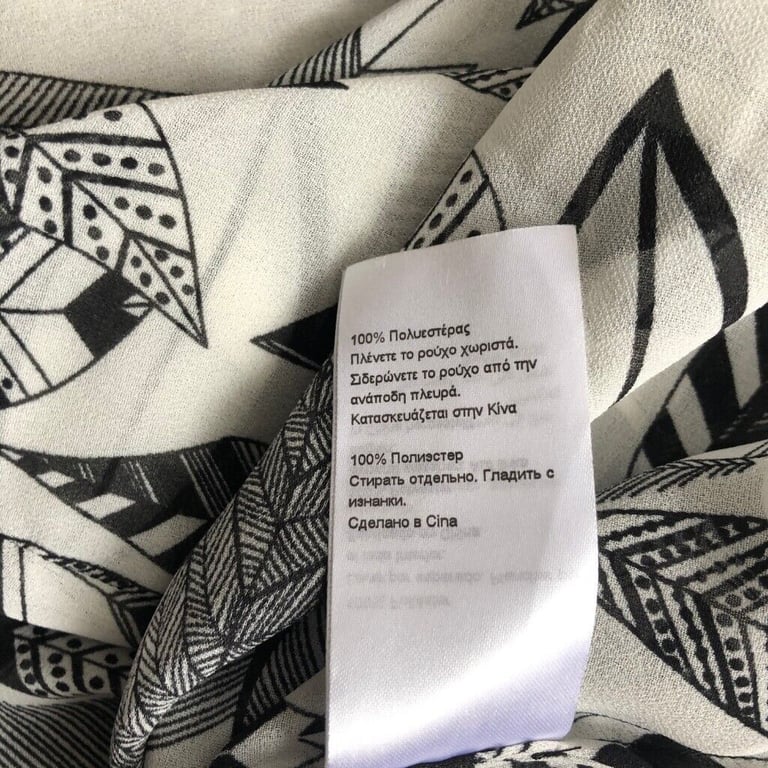 100% Πολυεστέρας
Πλένετε το ρούχο χωριστά.
Σιδερώνετε το ρούχο από την
ανάποδη πλευρά.
Κατασκευάζεται στην Κίνα
100% Полиэстер
Стирать отдельно. Гладить с
изнанки.
Сделано в Cina